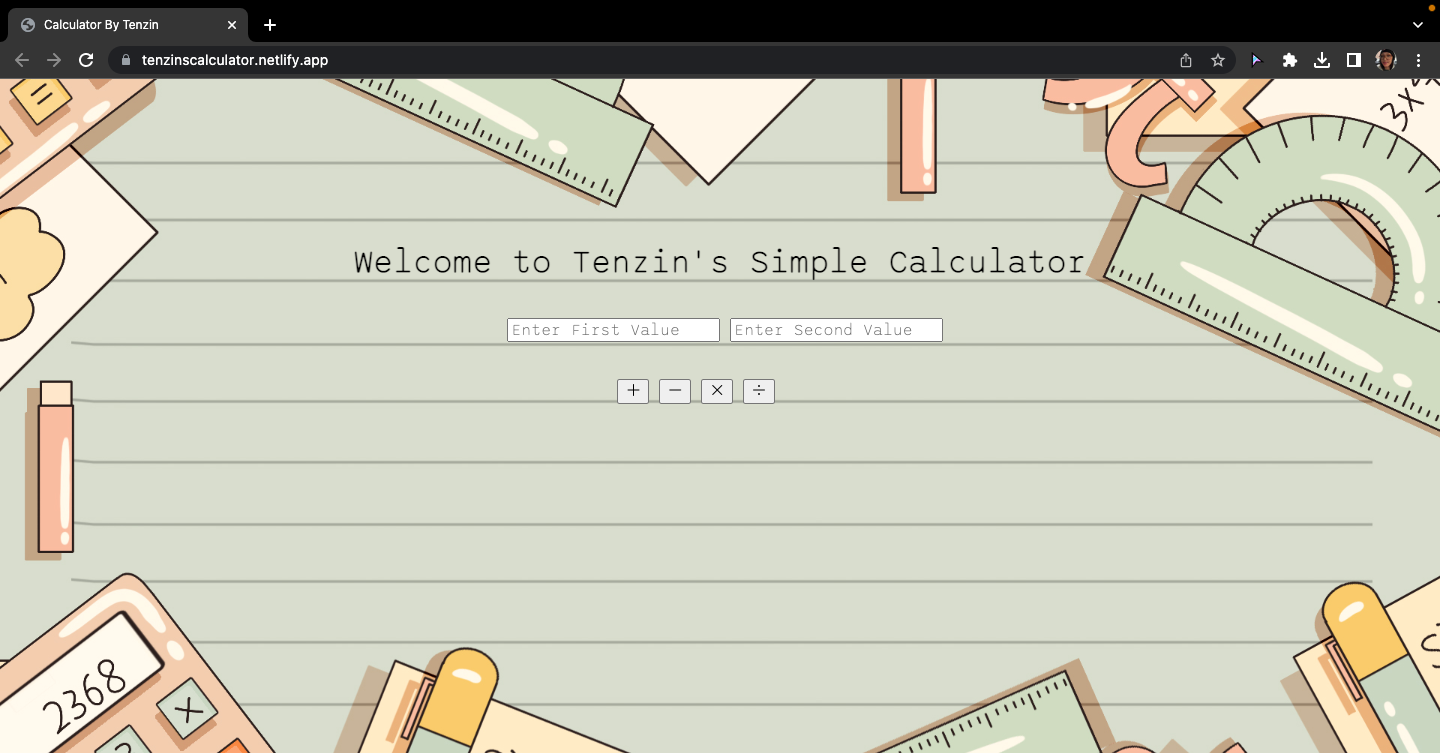 Calculator By Tenzin
tenzinscalculator.netlify.app
3x
Welcome to Tenzin's Simple Calculator
Enter First Value Enter Second Value
+ − × ÷
2368
×